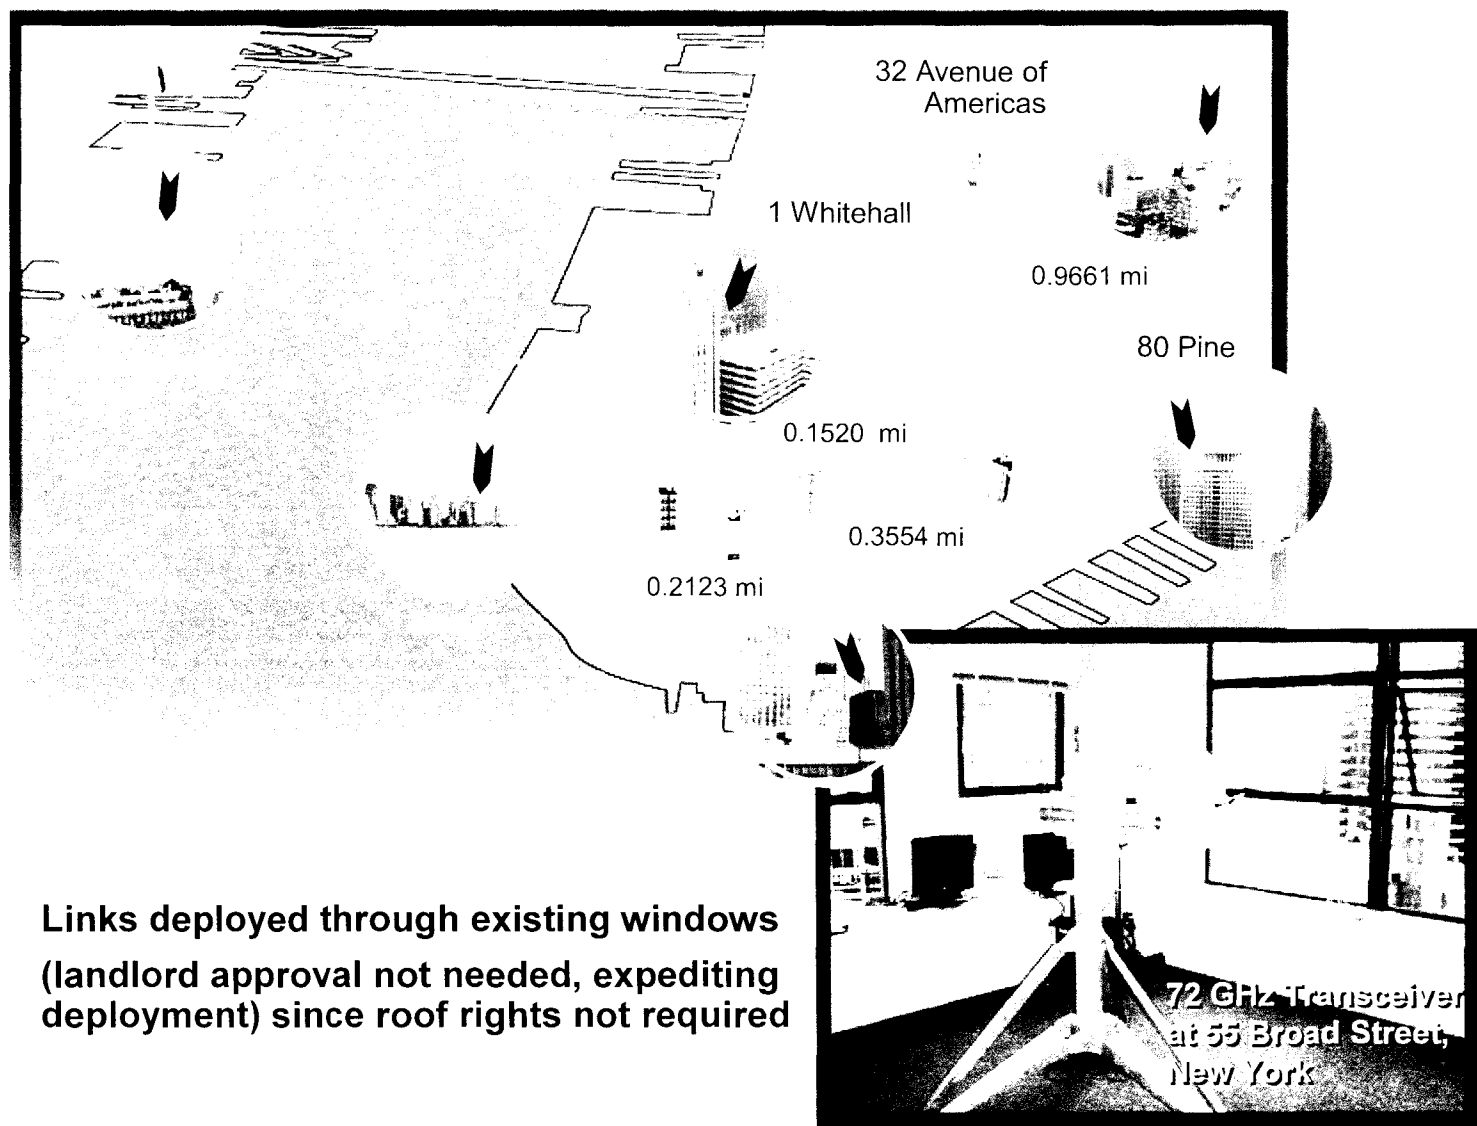 32 Avenue of
Americas
1 Whitehall
0.9661 mi
80 Pine
0.1520 mi
0.3554 mi
0.2123 mi
Links deployed through existing windows
(landlord approval not needed, expediting
deployment) since roof rights not required
72 GHz Transceiver
at 55 Broad Street,
New York